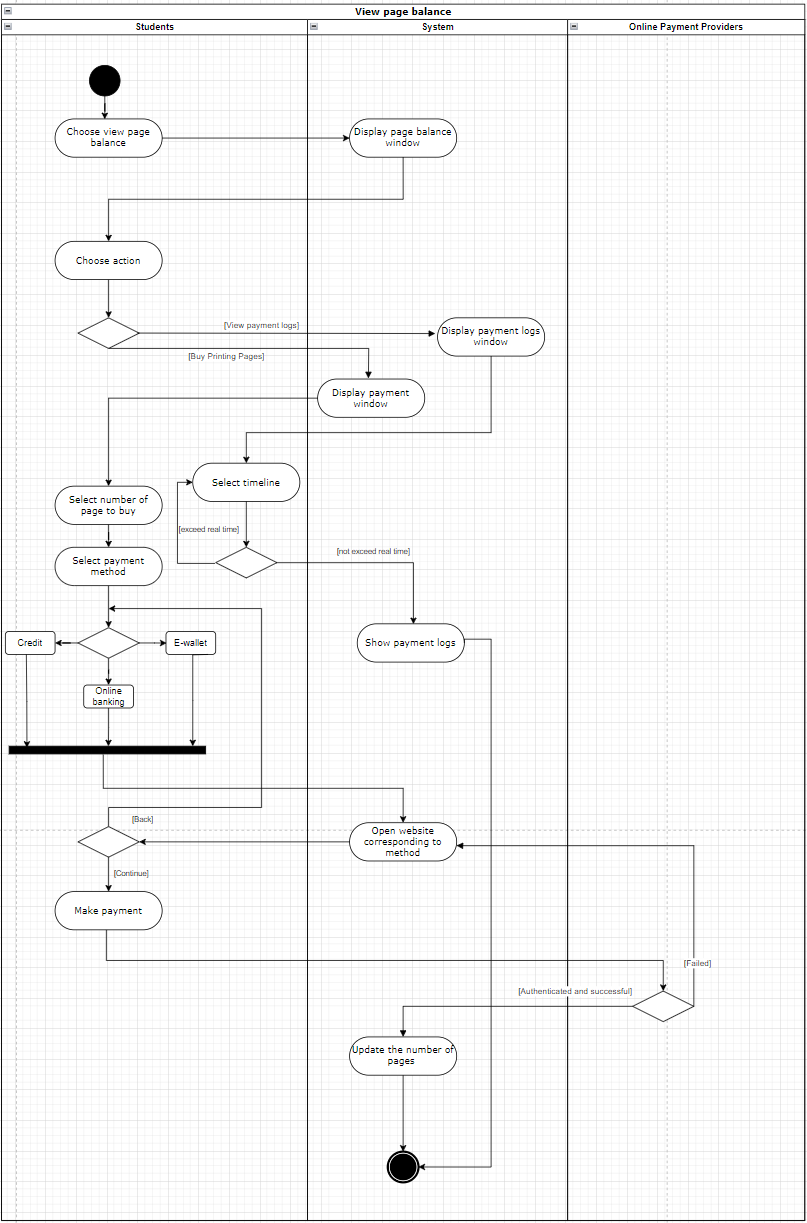 View page balance
Students
System
Online Payment Providers
Choose view page
balance
Display page balance
window
Choose action
[View payment logs]
Display payment logs
window
[Buy Printing Pages]
Display payment
window
Select timeline
Select number of
page to buy
[exceed real time]
[not exceed real time]
Select payment
method
Credit
E-wallet
Show payment logs
Online
banking
[Back]
Open website
corresponding to
method
[Continue]
Make payment
[Failed]
[Authenticated and successful]
Update the number of
pages